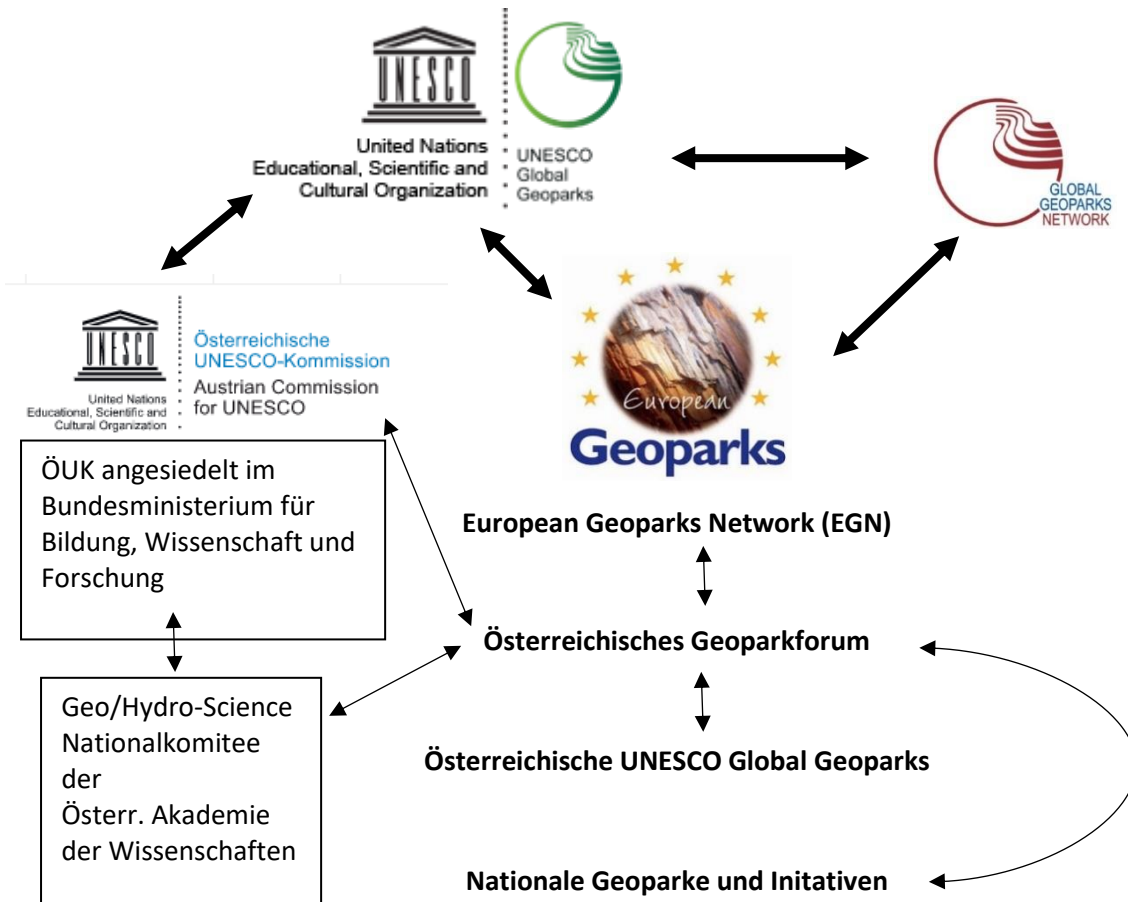 UNESCO
United Nations
Educational, Scientific and
Cultural Organization
UNESCO
Global
Geoparks
GLOBAL
GEOPARKS
NETWORK
UNESCO
United Nations
Educational, Scientific and
Cultural Organization
Österreichische
UNESCO-Kommission
Austrian Commission
for UNESCO
European
Geoparks
ÖUK angesiedelt im
Bundesministerium für
Bildung, Wissenschaft und
Forschung
European Geoparks Network (EGN)
Österreichisches Geoparkforum
Geo/Hydro-Science
Nationalkomitee
der
Österr. Akademie
der Wissenschaften
Österreichische UNESCO Global Geoparks
Nationale Geoparke und Initativen